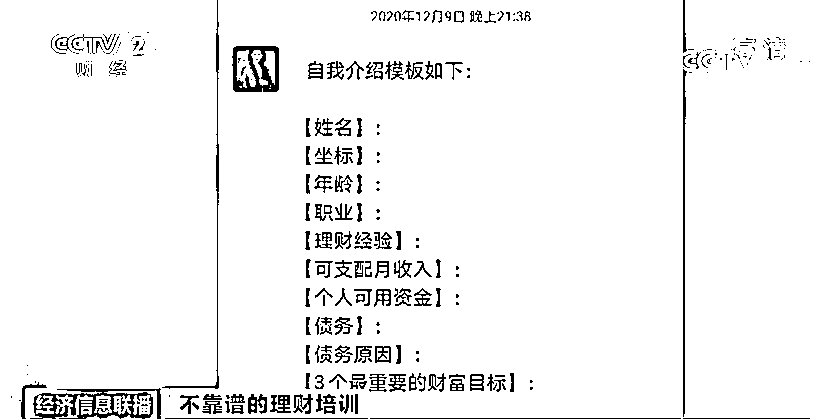 2020年12月9日 晚上21:38
CCTV 2
财经
CCTV 高清
自我介绍模板如下:
【姓名】:
【坐标】:
【年龄】:
【职业】:
【理财经验】:
【可支配月收入】:
【个人可用资金】:
【债务】:
【债务原因】:
【3个最重要的财富目标】:
经济信息联播 不靠谱的理财培训